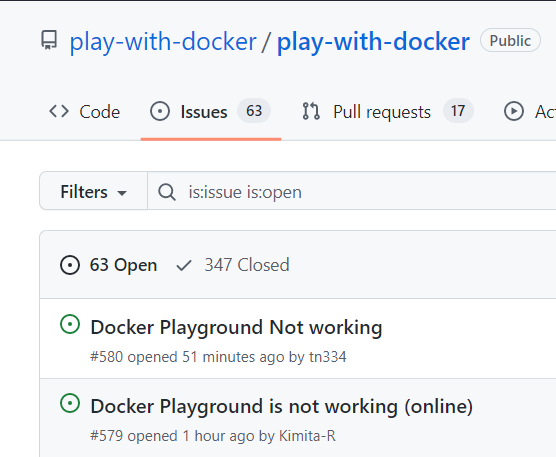 play-with-docker / play-with-docker Public
Code Issues 63 Pull requests 17
Filters is:issue is:open
63 Open 347 Closed
Docker Playground Not working
#580 opened 51 minutes ago by tn334
Docker Playground is not working (online)
#579 opened 1 hour ago by Kimita-R